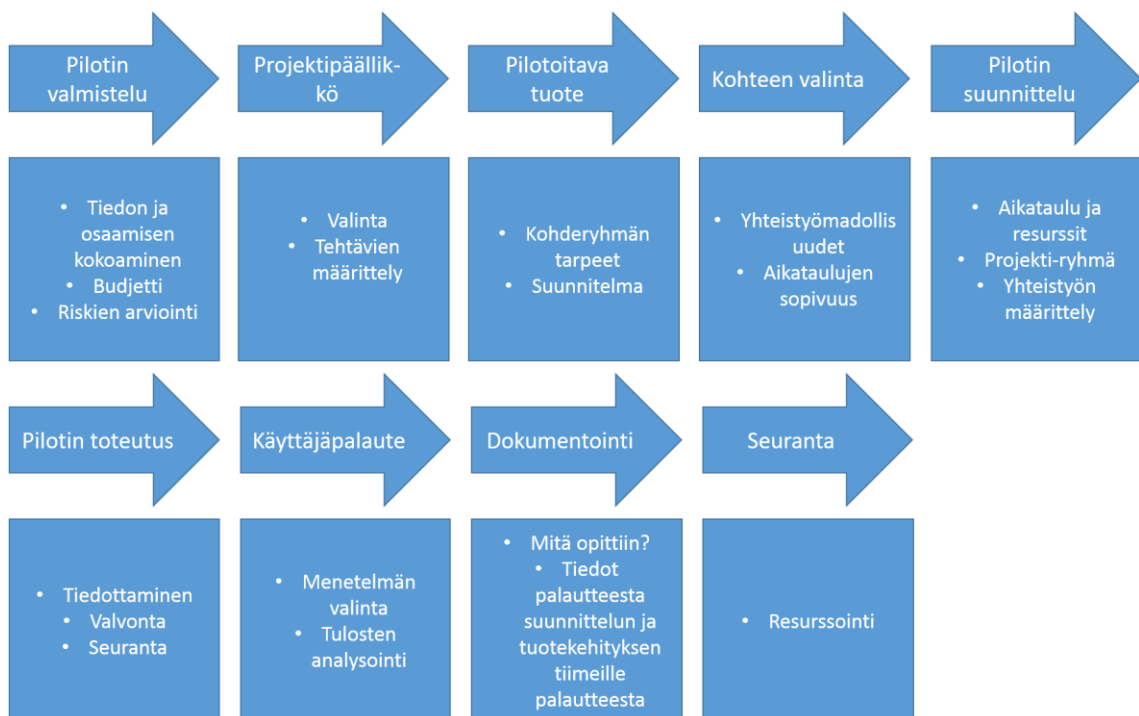 Pilotin
valmistelu
Projektipäällik-
kö
Pilotoitava
tuote
Kohteen valinta
Pilotin
suunnittelu
• Tiedon ja
osaamisen
kokoaminen
• Budjetti
• Riskien arviointi
• Valinta
• Tehtävien
määrittely
• Kohderyhmän
tarpeet
• Suunnitelma
• Yhteistyömadollis
uudet
• Aikataulujen
sopivuus
• Aikataulu ja
resurssit
• Projekti-ryhmä
• Yhteistyön
määrittely
Pilotin toteutus
Käyttäjäpalaute
Dokumentointi
Seuranta
• Tiedottaminen
• Valvonta
• Seuranta
• Menetelmän
valinta
• Tulosten
analysointi
• Mitä opittiin?
• Tiedot
palautteesta
suunnittelun ja
tuotekehityksen
tiimeille
palautteesta
• Resurssointi